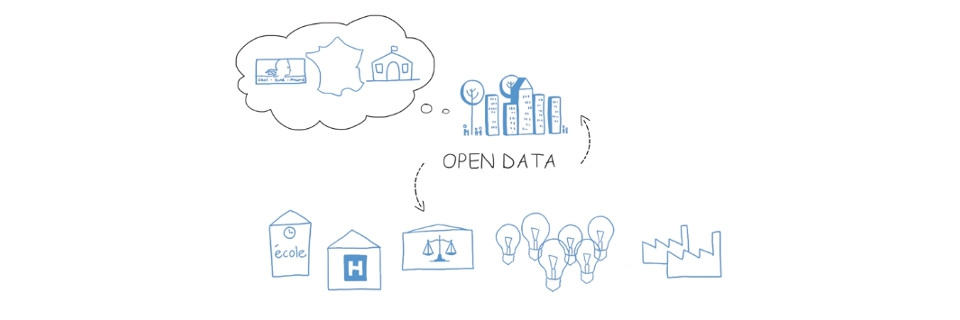 OPEN DATA
école
H